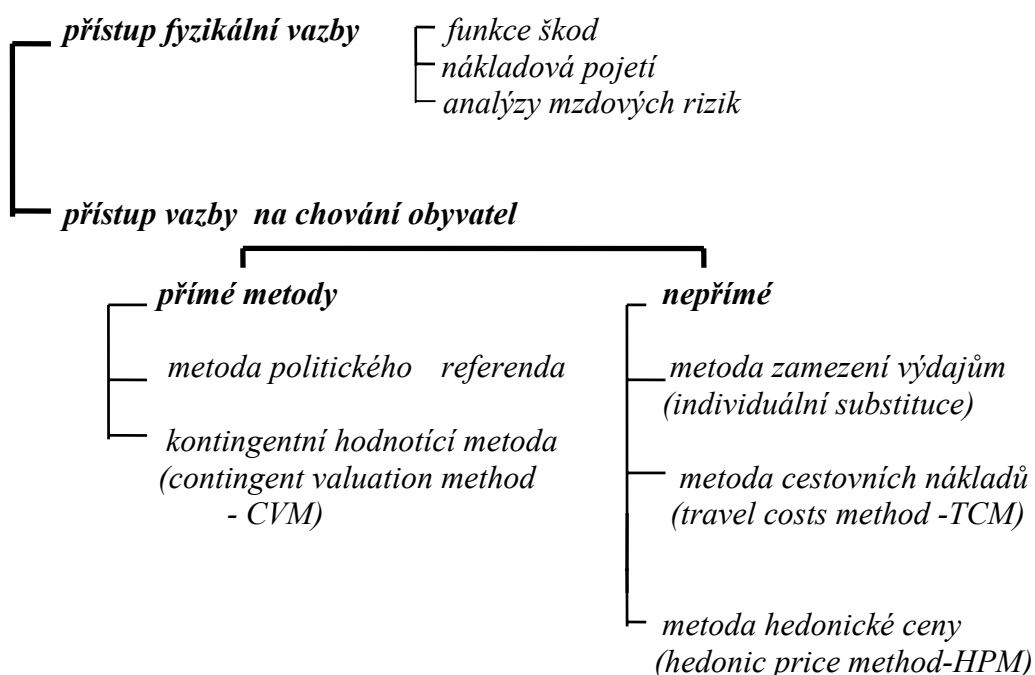 přístup fyzikální vazby
funkce škod
nákladová pojetí
analýzy mzdových rizik
přístup vazby na chování obyvatel
přímé metody
metoda politického referenda
kontingentní hodnotící metoda
(contingent valuation method
- CVM)
nepřímé
metoda zamezení výdajům
(individuální substituce)
metoda cestovních nákladů
(travel costs method -TCM)
metoda hedonické ceny
(hedonic price method-HPM)